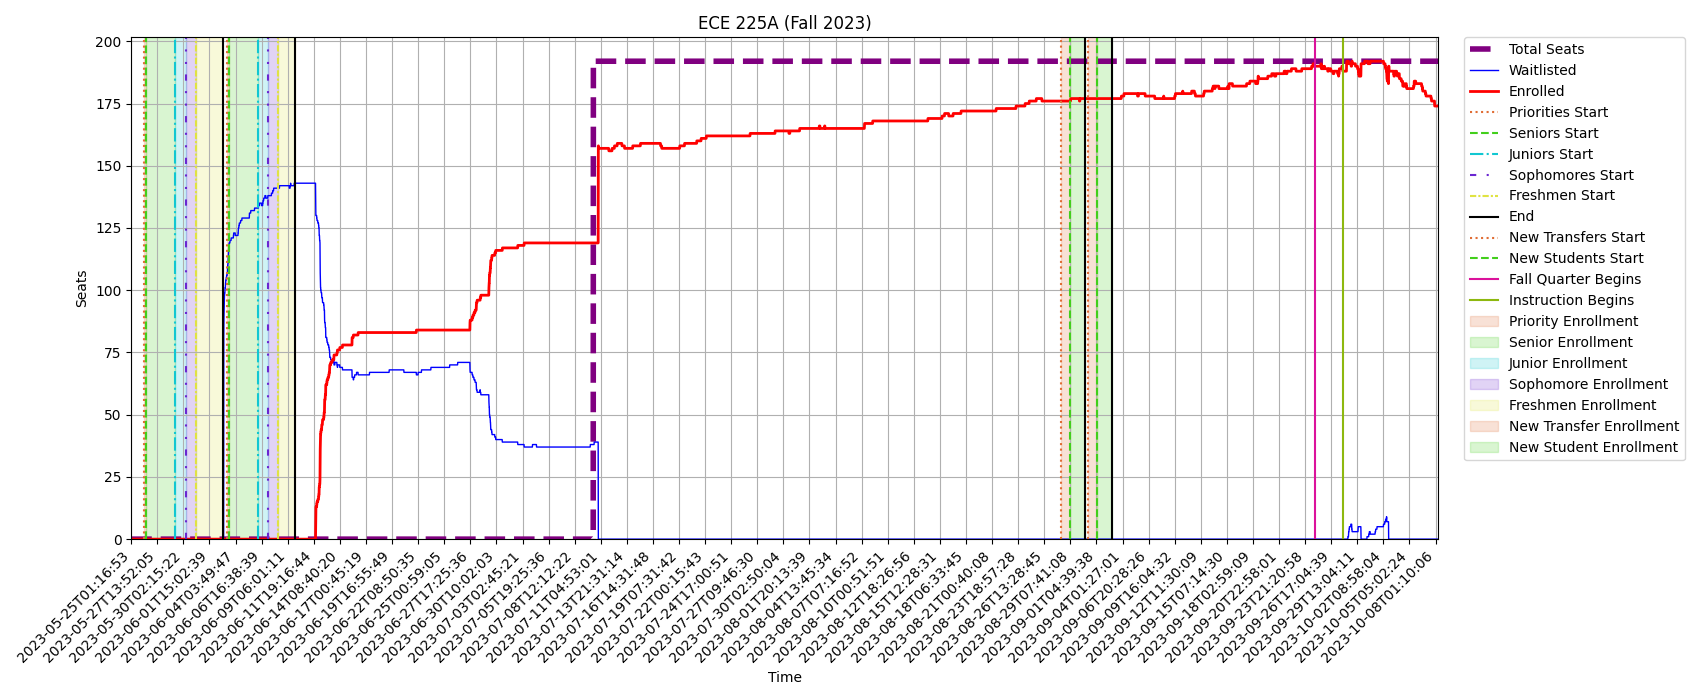 ECE 225A (Fall 2023)
Seats
200
175
150
125
100
75
50
25
0
2023-05-25T01:16:53
2023-05-27T13:52:05
2023-05-30T02:15:22
2023-06-01T15:02:39
2023-06-04T03:49:47
2023-06-06T16:38:39
2023-06-09T06:01:11
2023-06-11T19:16:44
2023-06-14T08:40:20
2023-06-17T00:45:19
2023-06-19T16:55:49
2023-06-22T08:50:35
2023-06-25T00:59:05
2023-06-27T17:25:36
2023-06-30T10:02:03
2023-07-03T02:45:21
2023-07-05T19:25:36
2023-07-08T12:12:22
2023-07-11T04:53:01
2023-07-13T21:31:14
2023-07-16T14:31:48
2023-07-19T07:31:42
2023-07-22T00:15:43
2023-07-24T17:00:51
2023-07-27T09:46:30
2023-07-30T02:50:04
2023-08-01T20:13:39
2023-08-04T13:45:34
2023-08-07T07:16:52
2023-08-10T00:51:51
2023-08-12T18:26:56
2023-08-15T12:28:31
2023-08-18T06:33:45
2023-08-21T00:40:08
2023-08-23T18:57:28
2023-08-26T13:28:45
2023-08-29T07:41:08
2023-09-01T04:39:38
2023-09-04T01:27:01
2023-09-06T20:28:26
2023-09-09T16:04:32
2023-09-12T11:30:09
2023-09-15T07:14:30
2023-09-18T02:59:09
2023-09-20T22:58:01
2023-09-23T21:20:58
2023-09-26T17:04:39
2023-09-29T13:04:11
2023-10-02T08:58:04
2023-10-05T05:02:24
2023-10-08T01:10:06
Time
Total Seats
Waitlisted
Enrolled
Priorities Start
Seniors Start
Juniors Start
Sophomores Start
Freshmen Start
End
New Transfers Start
New Students Start
Fall Quarter Begins
Instruction Begins
Priority Enrollment
Senior Enrollment
Junior Enrollment
Sophomore Enrollment
Freshmen Enrollment
New Transfer Enrollment
New Student Enrollment